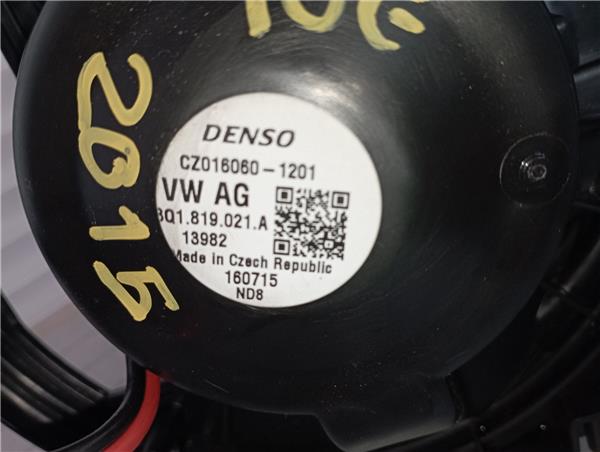 2015
DENSO
CZ016060-1201
VW AG
3Q1.819.021.A
13982
Made in Czech Republic
160715
ND8